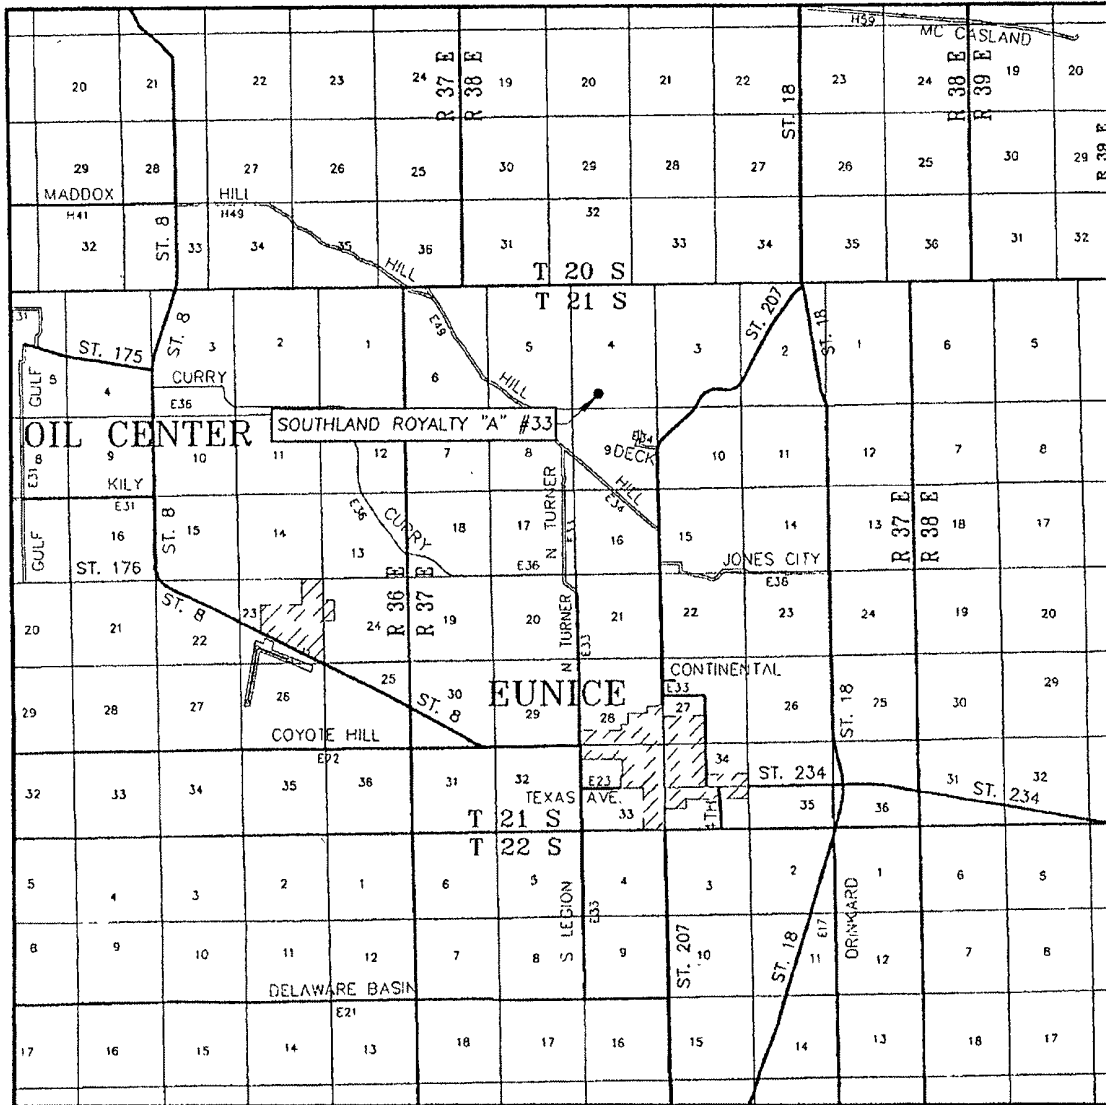 H59
MC CASLAND
20 21 22 23 24 19 20 21 22 23 24 19 20
R 37 E
R 38 E
ST. 18
R 38 E
R 39 E
R 39 E
29 28 27 26 25 30 29 28 27 26 25 30 29
MADDOX HILL
H41 H49
32
32 33 34 35 36 31 33 34 35 36 31 32
ST. 8
HILL
T 20 S
T 21 S
31
ST. 175
ST. 8
E49
ST. 207
ST. 18
3 2 1 5 4 3 2 1 6 5
GULF
5 4 6
CURRY
E36
HILL
SOUTHLAND ROYALTY "A" #33
OIL CENTER
8 9 10 11 12 7 8 9 10 11 12 7 8
DECK
E34
E31
KILY
E31
HILL
E34
GULF
16 15 14 13 18 17 16 15 14 13 18 17
ST. 8
E36
CURRY
N TURNER
E33
R 37 E
R 38 E
ST. 176
E36
JONES CITY
E36
R 36 E
R 37 E
ST. 8
20 21 22 23 24 19 20 21 22 23 24 19 20
N TURNER
E33
CONTINENTAL
E33
29 28 27 26 25 30 29 28 27 26 25 30 29
ST. 8
EUNICE
ST. 18
COYOTE HILL
32 33 34 35 36 31 32 33 34 35 36 31 32
E23
TEXAS AVE.
ST. 234
ST. 234
T 21 S
T 22 S
5 4 3 2 1 6 5 4 3 2 1 6 5
S LEGION
E33
ST. 207
ST. 18
E17
8 9 10 11 12 7 8 9 10 11 12 7 8
DELAWARE BASIN
E21
17 16 15 14 13 18 17 16 15 14 13 18 17